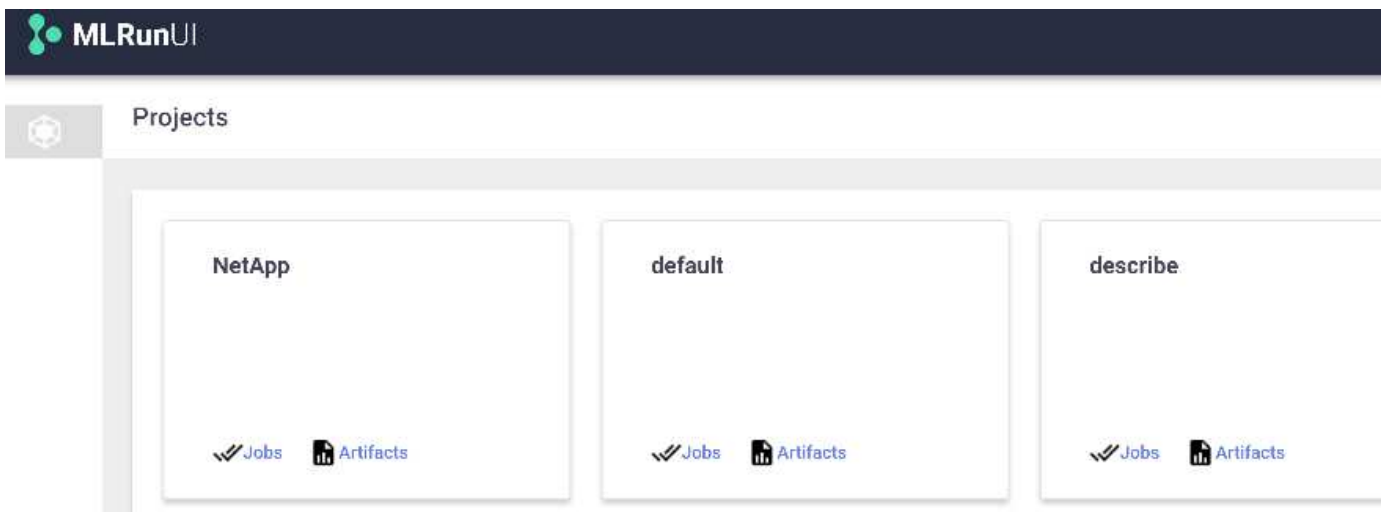 MLRunUI
Projects
NetApp
default
describe
Jobs Artifacts
Jobs Artifacts
Jobs Artifacts